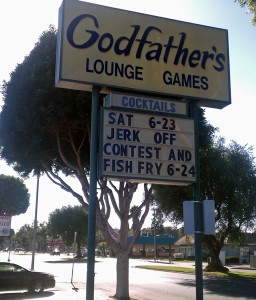 Godfather's
LOUNGE GAMES
COCKTAILS
SAT 6-23
JERK OFF
CONTEST AND
FISH FRY 6-24